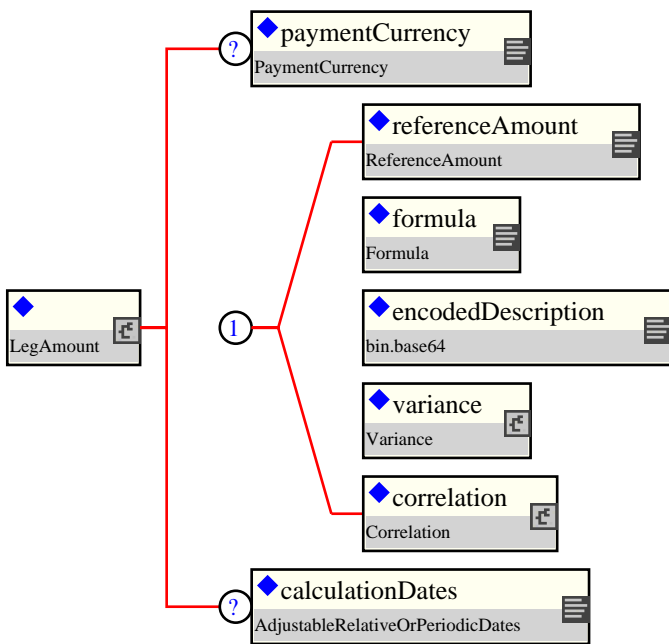 ?
paymentCurrency
PaymentCurrency
referenceAmount
ReferenceAmount
formula
Formula
LegAmount
1
encodedDescription
bin.base64
variance
Variance
correlation
Correlation
?
calculationDates
AdjustableRelativeOrPeriodicDates